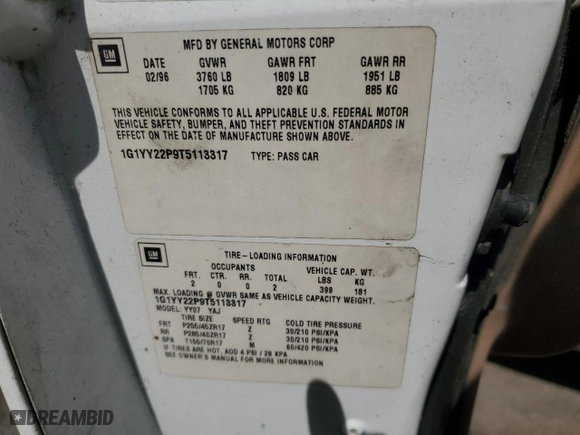 GM
MFD BY GENERAL MOTORS CORP
DATE GVWR GAWR FRT GAWR RR
02/96 3760 LB 1809 LB 1951 LB
1705 KG 820 KG 885 KG
THIS VEHICLE CONFORMS TO ALL APPLICABLE U.S. FEDERAL MOTOR
VEHICLE SAFETY, BUMPER, AND THEFT PREVENTION STANDARDS IN
EFFECT ON THE DATE OF MANUFACTURE SHOWN ABOVE.
1G1YY22P9T5113317 TYPE: PASS CAR
GM
TIRE-LOADING INFORMATION
OCCUPANTS VEHICLE CAP. WT.
FRT. CTR. RR. TOTAL LBS KG
2 0 0 2 399 181
MAX. LOADING @ GVWR SAME AS VEHICLE CAPACITY WEIGHT.
1G1YY22P9T5113317
MODEL: YY07 YAJ
TIRE SIZE SPEED RTG COLD TIRE PRESSURE
FRT P255/45ZR17 Z 30/210 PSI/KPA
RR P285/40ZR17 Z 30/210 PSI/KPA
SPA T155/70R17 M 60/420 PSI/KPA
IF TIRES ARE HOT, ADD 4 PSI / 28 KPA
SEE OWNER'S MANUAL FOR MORE INFORMATION
DREAMBID